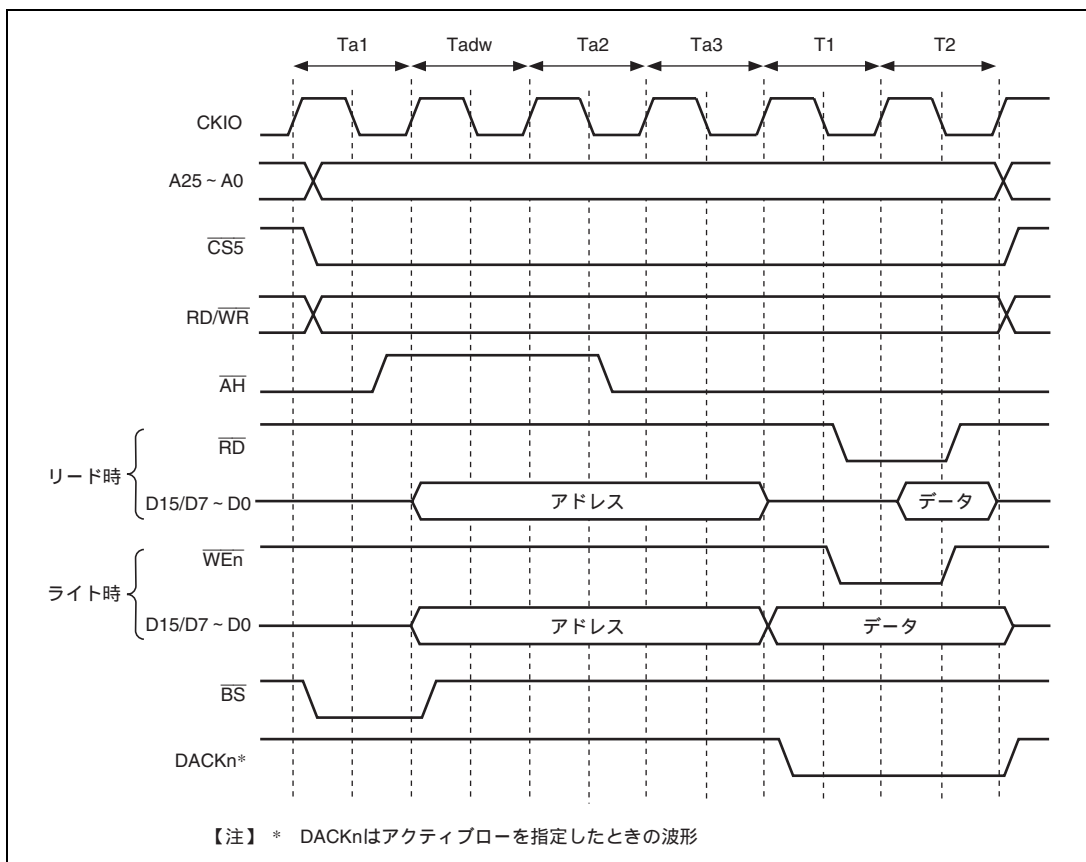 Ta1 Tadw Ta2 Ta3 T1 T2
CKIO
A25 ~ A0
CS5
RD/WR
AH
リード時
RD
D15/D7 ~ D0 アドレス データ
ライト時
WEn
D15/D7 ~ D0 アドレス データ
BS
DACKn*
【注】 * DACKnはアクティブローを指定したときの波形